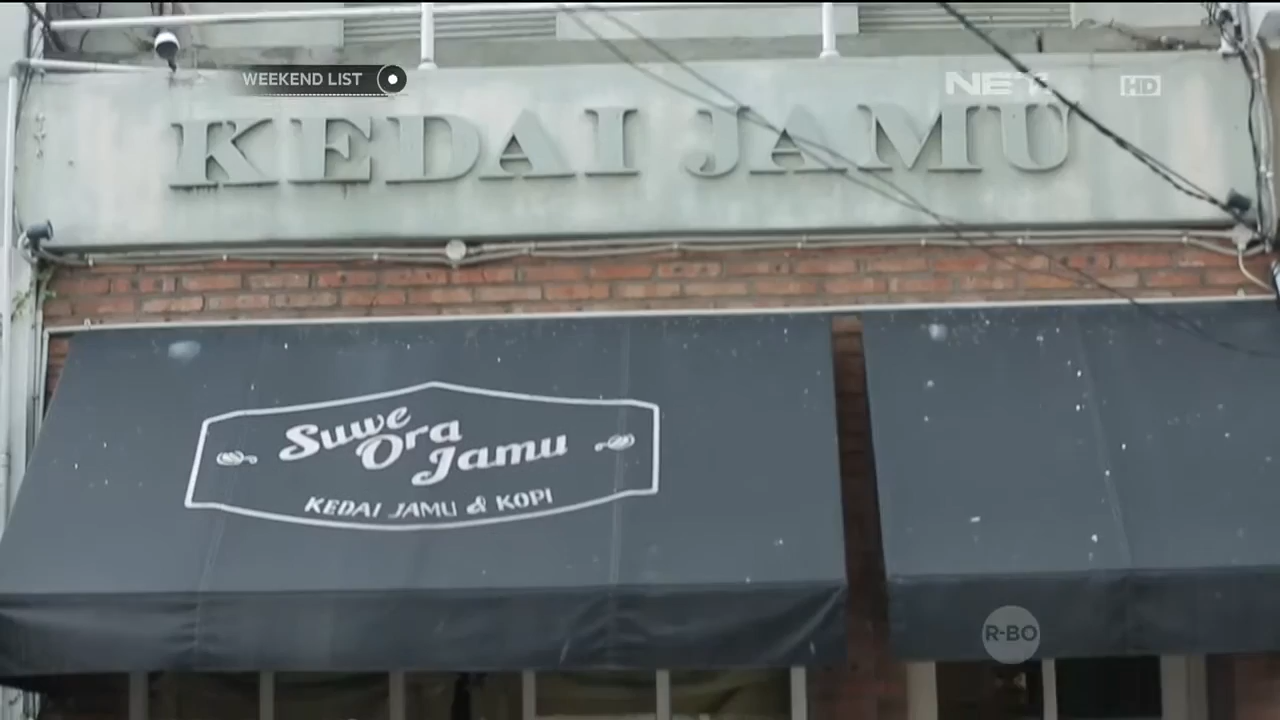 WEEKEND LIST
NET.
HD
KEDAI JAMU
Suwe
Ora
Jamu
KEDAI JAMU & KOPI
R-BO